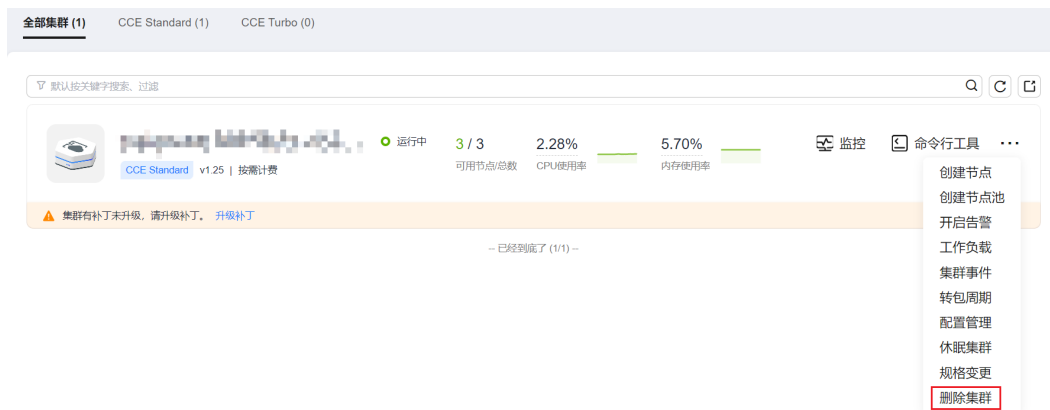 全部集群 (1) CCE Standard (1) CCE Turbo (0)
默认按关键字搜索、过滤
运行中 3 / 3 2.28% 5.70% 监控 命令行工具 ...
可用节点/总数 CPU使用率 内存使用率
CCE Standard v1.25 | 按需计费
集群有补丁未升级，请升级补丁。 升级补丁
-- 已经到底了 (1/1) --
创建节点
创建节点池
开启告警
工作负载
集群事件
转包周期
配置管理
休眠集群
规格变更
删除集群